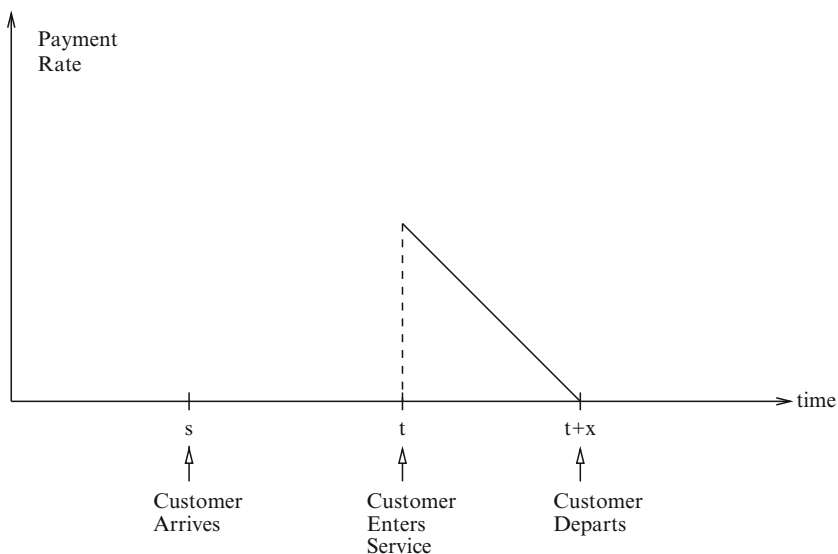 Payment
Rate
time
s
t
t+x
Customer
Arrives
Customer
Enters
Service
Customer
Departs